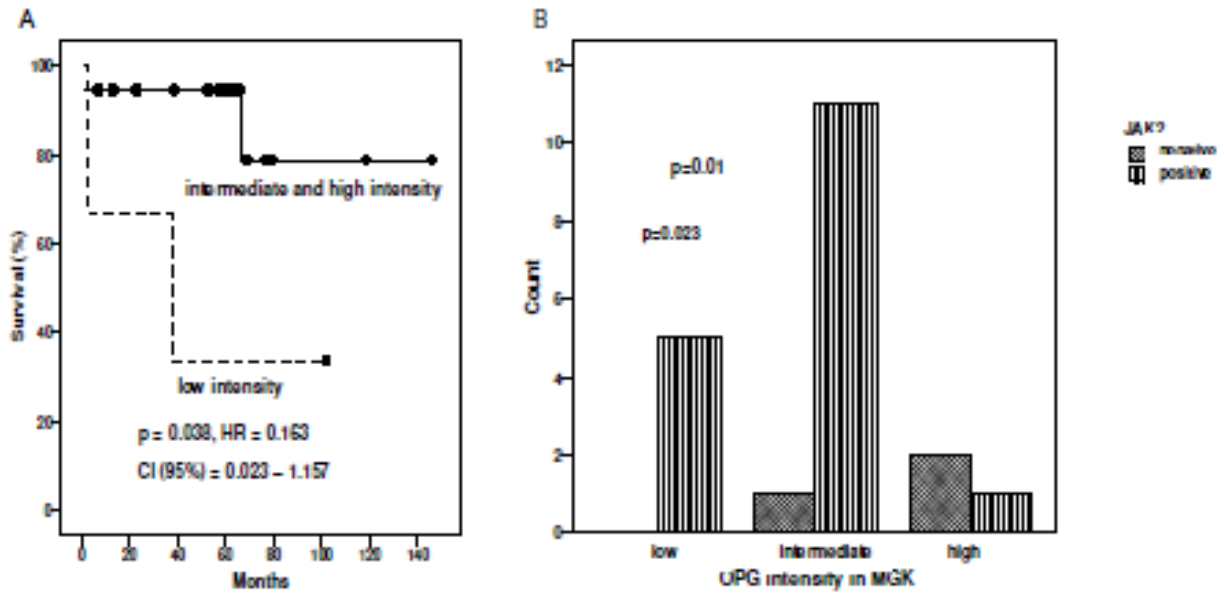 A
100
80
60
40
20
0
Survival (%)
intermediate and high intensity
low intensity
p = 0.038, HR = 0.163
CI (95%) = 0.023 – 1.157
0 20 40 60 80 100 120 140
Months
B
12
10
8
6
4
2
0
Count
p=0.01
p=0.023
low intermediate high
OPG intensity in MGK
JAK2
negative
positive